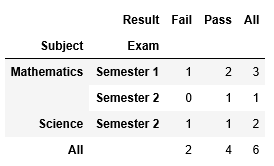 Result Fail Pass All
Subject Exam
Mathematics Semester 1 1 2 3
Semester 2 0 1 1
Science Semester 2 1 1 2
All 2 4 6